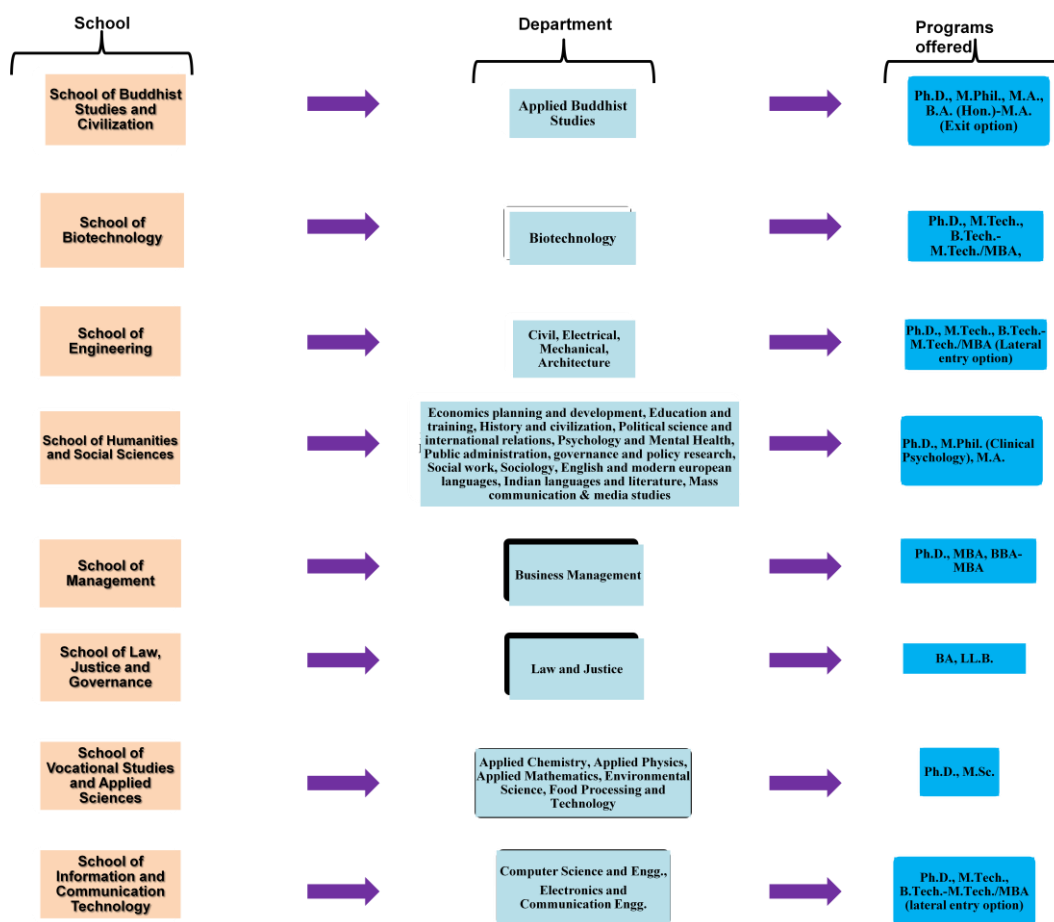 School
Department
Programs
offered
School of Buddhist
Studies and
Civilization
Applied Buddhist
Studies
Ph.D., M.Phil., M.A.,
B.A. (Hon.)-M.A.
(Exit option)
School of
Biotechnology
Biotechnology
Ph.D., M.Tech.,
B.Tech.-
M.Tech./MBA,
School of
Engineering
Civil, Electrical,
Mechanical,
Architecture
Ph.D., M.Tech., B.Tech.-
M.Tech./MBA (Lateral
entry option)
School of Humanities
and Social Sciences
Economics planning and development, Education and
training, History and civilization, Political science and
international relations, Psychology and Mental Health,
Public administration, governance and policy research,
Social work, Sociology, English and modern european
languages, Indian languages and literature, Mass
communication & media studies
Ph.D., M.Phil. (Clinical
Psychology), M.A.
School of
Management
Business Management
Ph.D., MBA, BBA-
MBA
School of Law,
Justice and
Governance
Law and Justice
BA, LL.B.
School of
Vocational Studies
and Applied
Sciences
Applied Chemistry, Applied Physics,
Applied Mathematics, Environmental
Science, Food Processing and
Technology
Ph.D., M.Sc.
School of
Information and
Communication
Technology
Computer Science and Engg.,
Electronics and
Communication Engg.
Ph.D., M.Tech.,
B.Tech.-M.Tech./MBA
(lateral entry option)